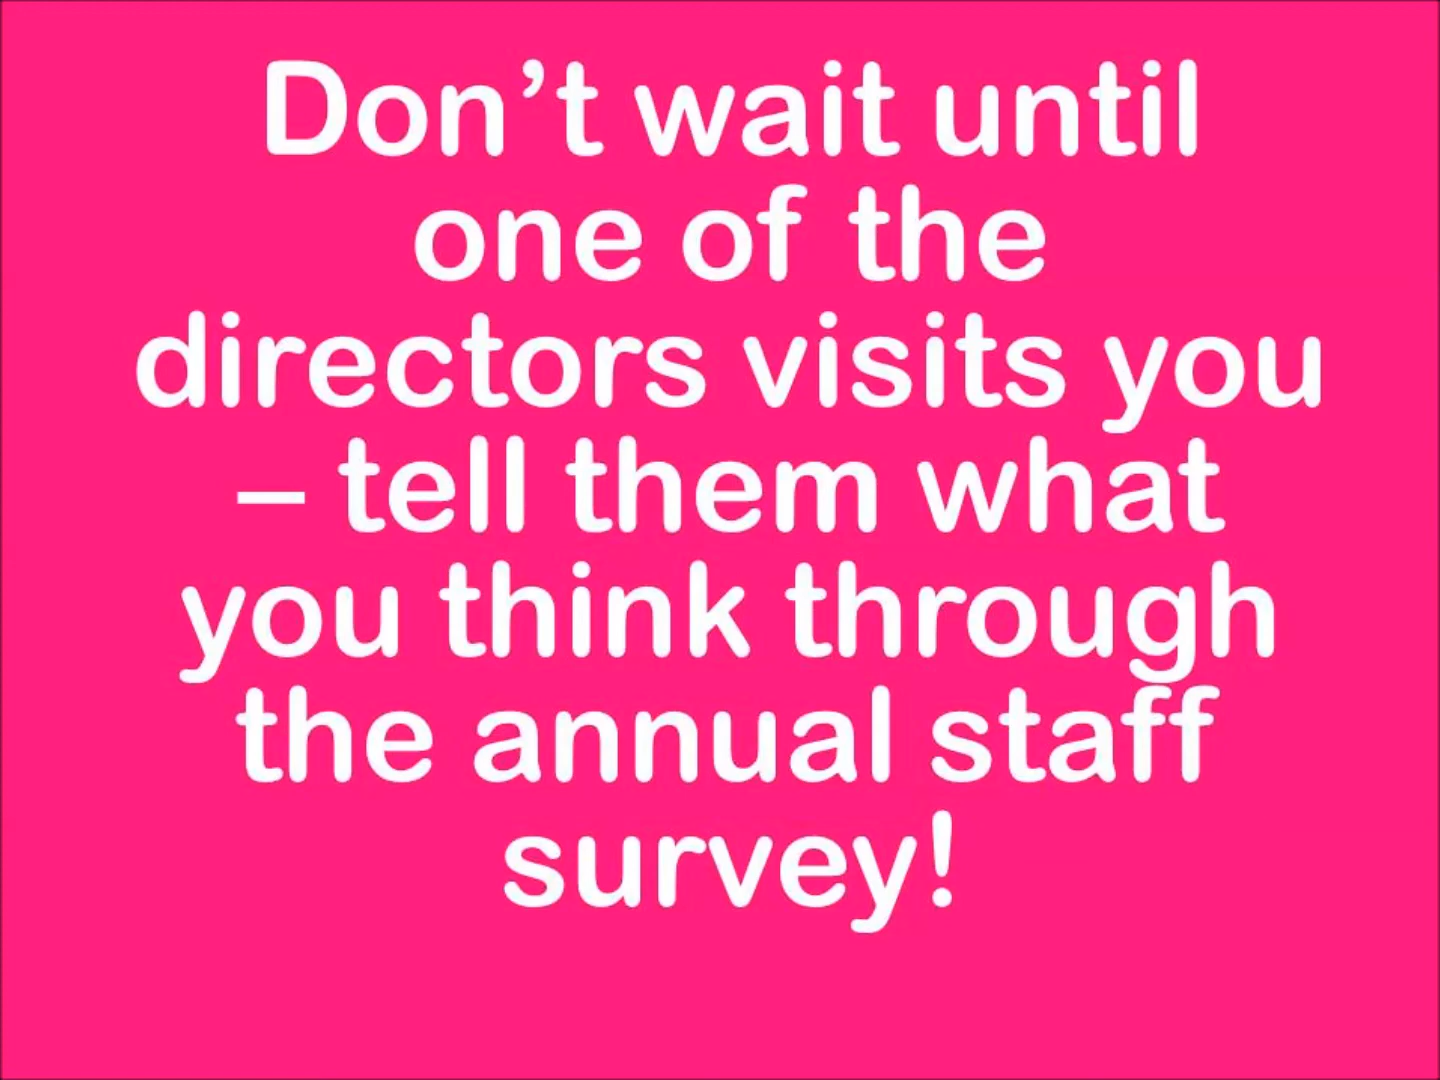 Don’t wait until
one of the
directors visits you
– tell them what
you think through
the annual staff
survey!